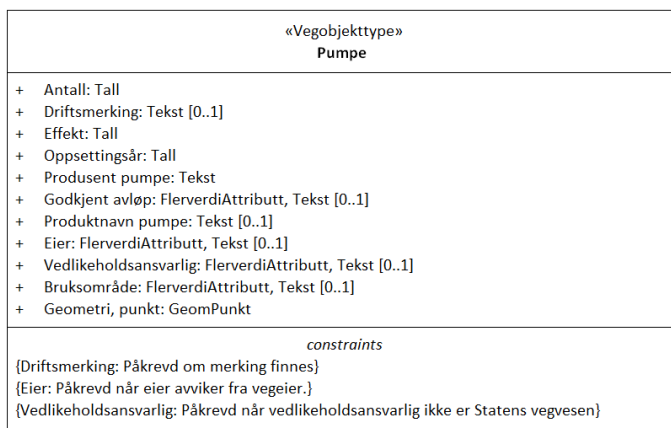 «Vegobjekttype»
Pumpe
+ Antall: Tall
+ Driftsmerking: Tekst [0..1]
+ Effekt: Tall
+ Oppsettingsår: Tall
+ Produsent pumpe: Tekst
+ Godkjent avløp: FlerverdiAttributt, Tekst [0..1]
+ Produktnavn pumpe: Tekst [0..1]
+ Eier: FlerverdiAttributt, Tekst [0..1]
+ Vedlikeholdsansvarlig: FlerverdiAttributt, Tekst [0..1]
+ Bruksområde: FlerverdiAttributt, Tekst [0..1]
+ Geometri, punkt: GeomPunkt
constraints
{Driftsmerking: Påkrevd om merking finnes}
{Eier: Påkrevd når eier avviker fra vegeier.}
{Vedlikeholdsansvarlig: Påkrevd når vedlikeholdsansvarlig ikke er Statens vegvesen}